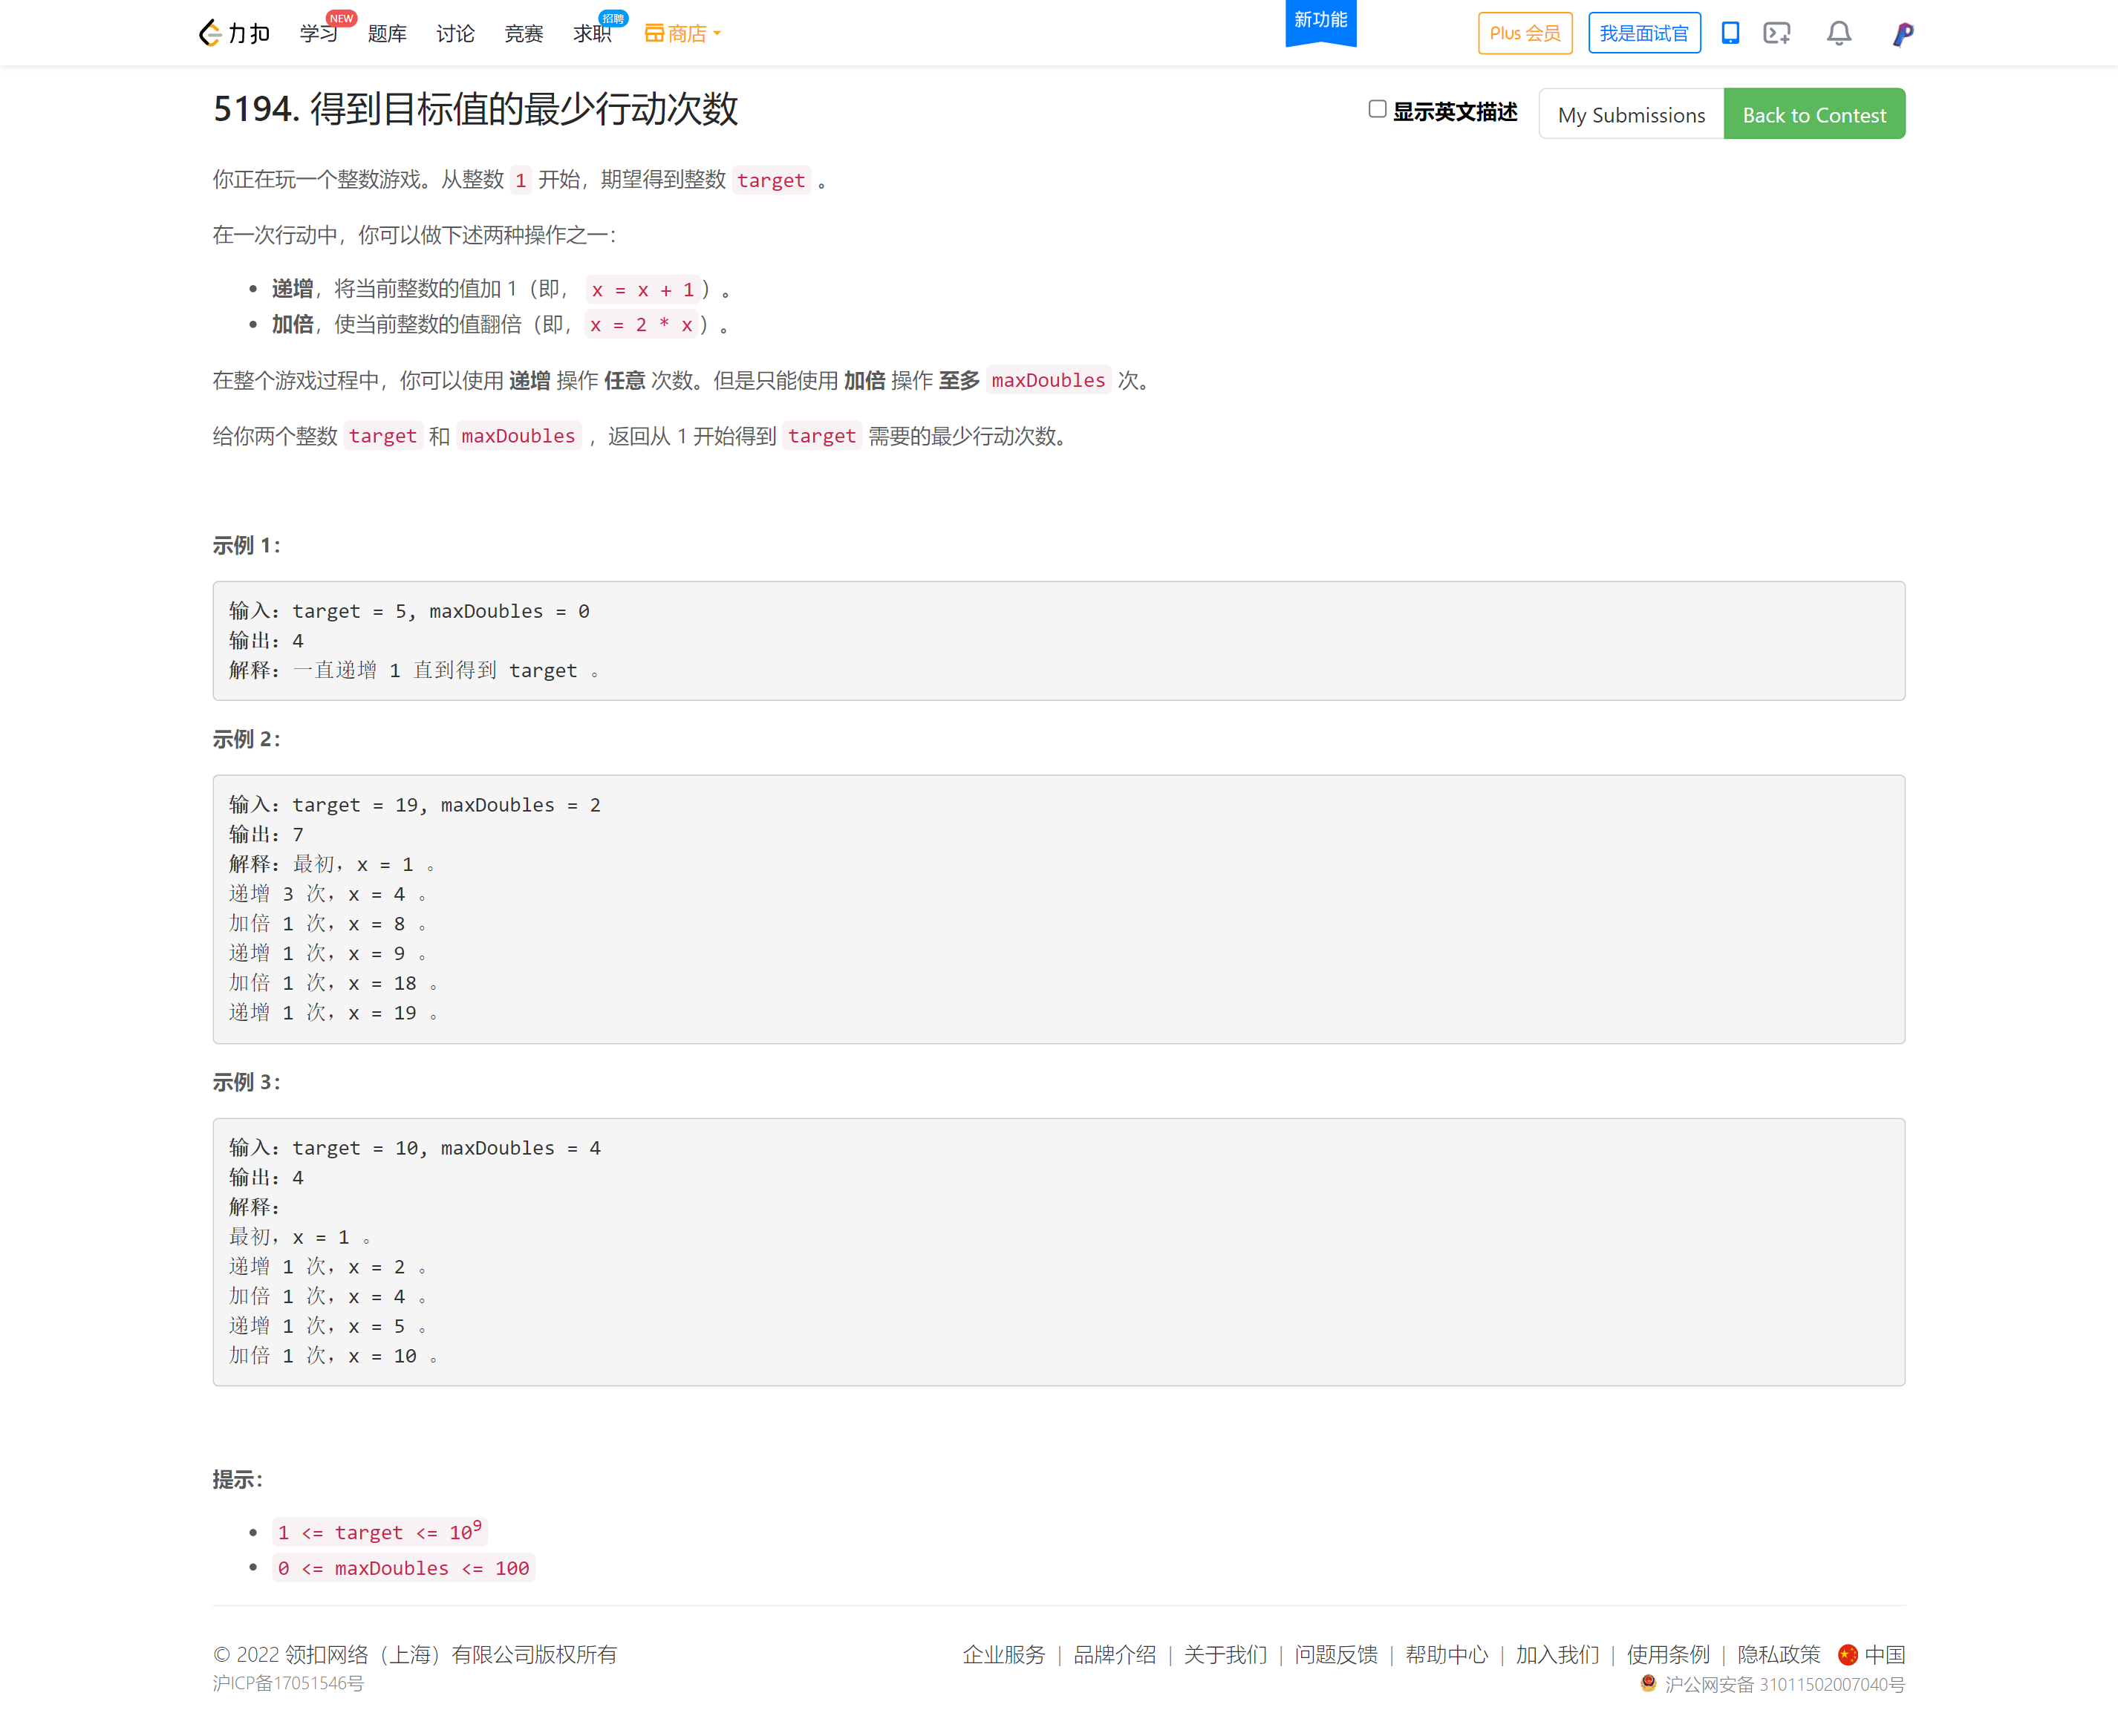 力扣 学习 NEW 题库 讨论 竞赛 求职 招聘 商店 新功能 Plus 会员 我是面试官
5194. 得到目标值的最少行动次数 显示英文描述 My Submissions Back to Contest
你正在玩一个整数游戏。从整数 1 开始，期望得到整数 target 。
在一次行动中，你可以做下述两种操作之一：
递增，将当前整数的值加 1（即， x = x + 1）。
加倍，使当前整数的值翻倍（即，x = 2 * x）。
在整个游戏过程中，你可以使用 递增 操作 任意 次数。但是只能使用 加倍 操作 至多 maxDoubles 次。
给你两个整数 target 和 maxDoubles ，返回从 1 开始得到 target 需要的最少行动次数。
示例 1：
输入：target = 5, maxDoubles = 0
输出：4
解释：一直递增 1 直到得到 target 。
示例 2：
输入：target = 19, maxDoubles = 2
输出：7
解释：最初，x = 1 。
递增 3 次，x = 4 。
加倍 1 次，x = 8 。
递增 1 次，x = 9 。
加倍 1 次，x = 18 。
递增 1 次，x = 19 。
示例 3：
输入：target = 10, maxDoubles = 4
输出：4
解释：
最初，x = 1 。
递增 1 次，x = 2 。
加倍 1 次，x = 4 。
递增 1 次，x = 5 。
加倍 1 次，x = 10 。
提示：
1 <= target <= 10⁹
0 <= maxDoubles <= 100
© 2022 领扣网络（上海）有限公司版权所有 企业服务 | 品牌介绍 | 关于我们 | 问题反馈 | 帮助中心 | 加入我们 | 使用条例 | 隐私政策 中国
沪ICP备17051546号 沪公网安备 31011502007040号